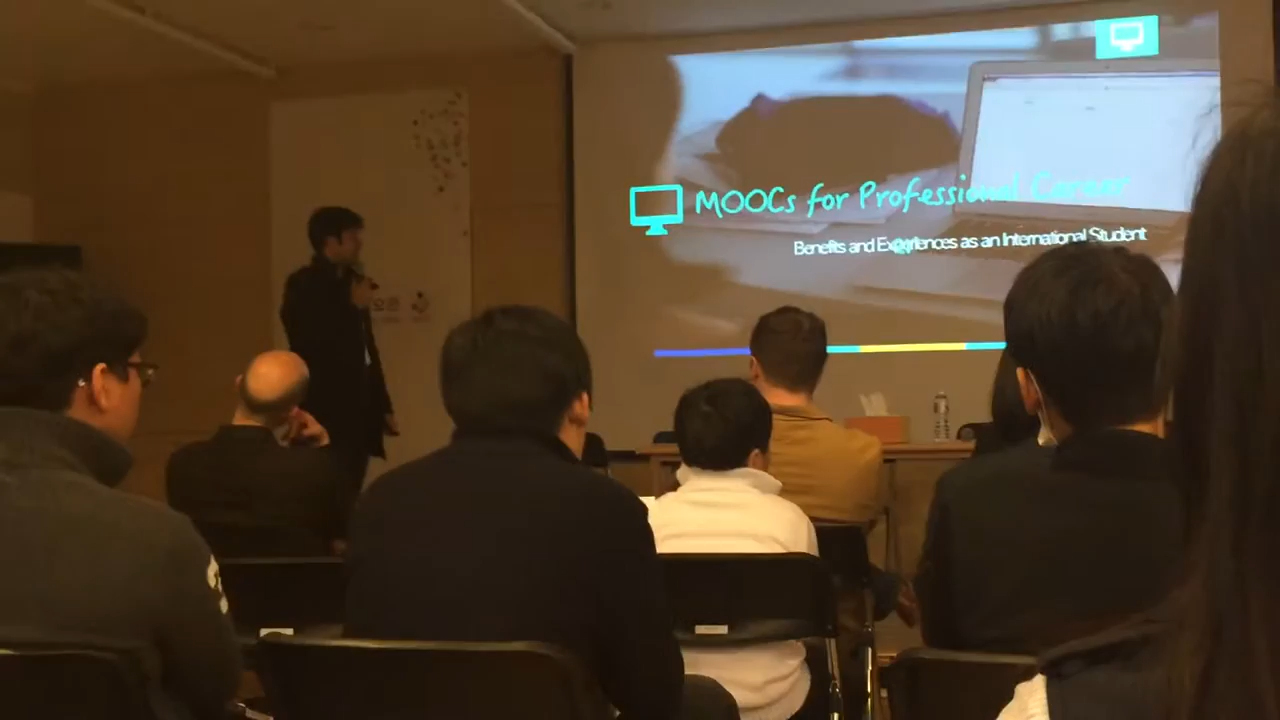 MOOCs for Professional Career
Benefits and Experiences as an International Student